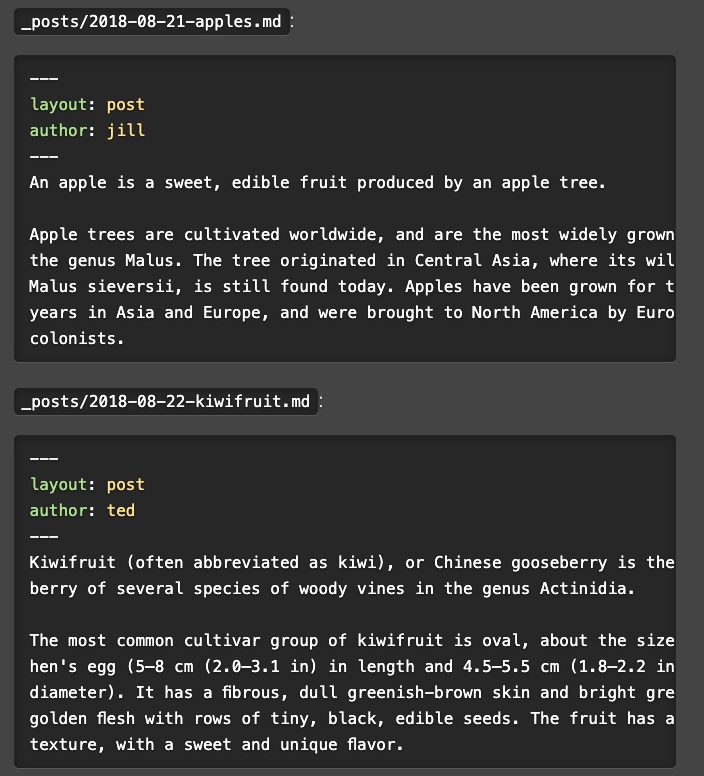 _posts/2018-08-21-apples.md:
---
layout: post
author: jill
---
An apple is a sweet, edible fruit produced by an apple tree.
Apple trees are cultivated worldwide, and are the most widely grown
the genus Malus. The tree originated in Central Asia, where its wil
Malus sieversii, is still found today. Apples have been grown for t
years in Asia and Europe, and were brought to North America by Euro
colonists.
_posts/2018-08-22-kiwifruit.md:
---
layout: post
author: ted
---
Kiwifruit (often abbreviated as kiwi), or Chinese gooseberry is the
berry of several species of woody vines in the genus Actinidia.
The most common cultivar group of kiwifruit is oval, about the size
hen's egg (5–8 cm (2.0–3.1 in) in length and 4.5–5.5 cm (1.8–2.2 in
diameter). It has a fibrous, dull greenish-brown skin and bright gre
golden flesh with rows of tiny, black, edible seeds. The fruit has a
texture, with a sweet and unique flavor.